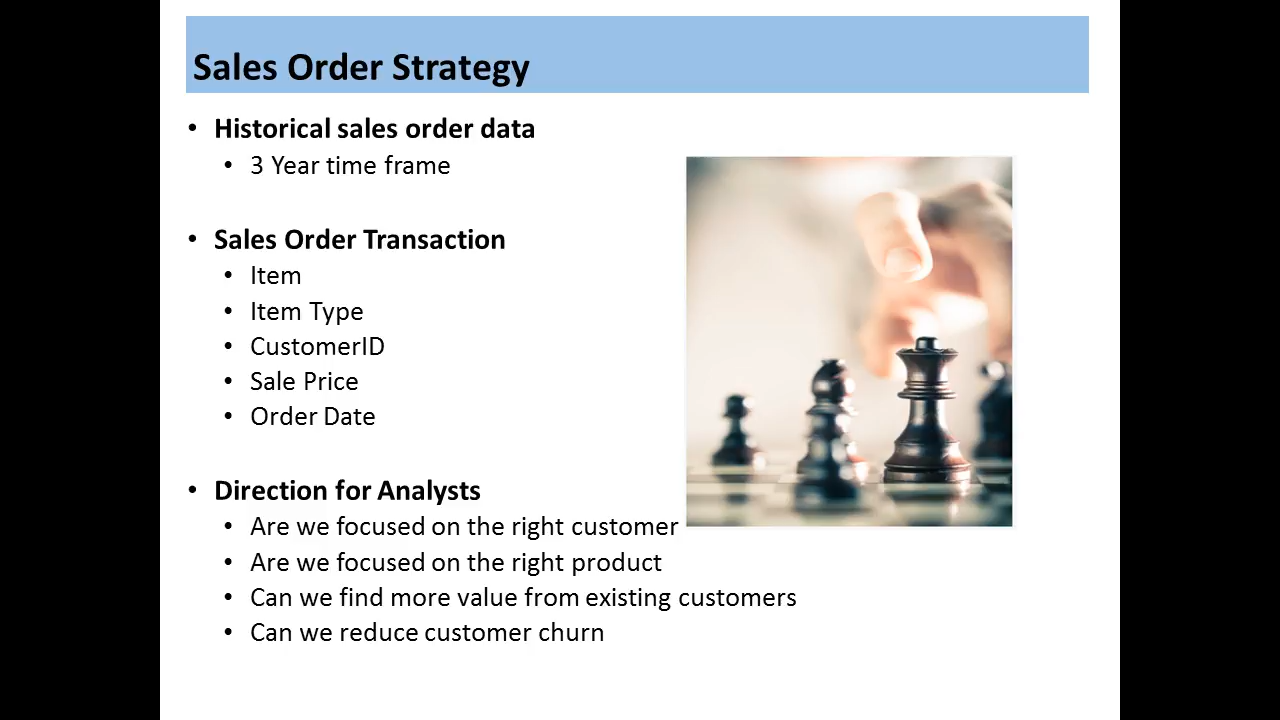 Sales Order Strategy
• Historical sales order data
• 3 Year time frame
• Sales Order Transaction
• Item
• Item Type
• CustomerID
• Sale Price
• Order Date
• Direction for Analysts
• Are we focused on the right customer
• Are we focused on the right product
• Can we find more value from existing customers
• Can we reduce customer churn